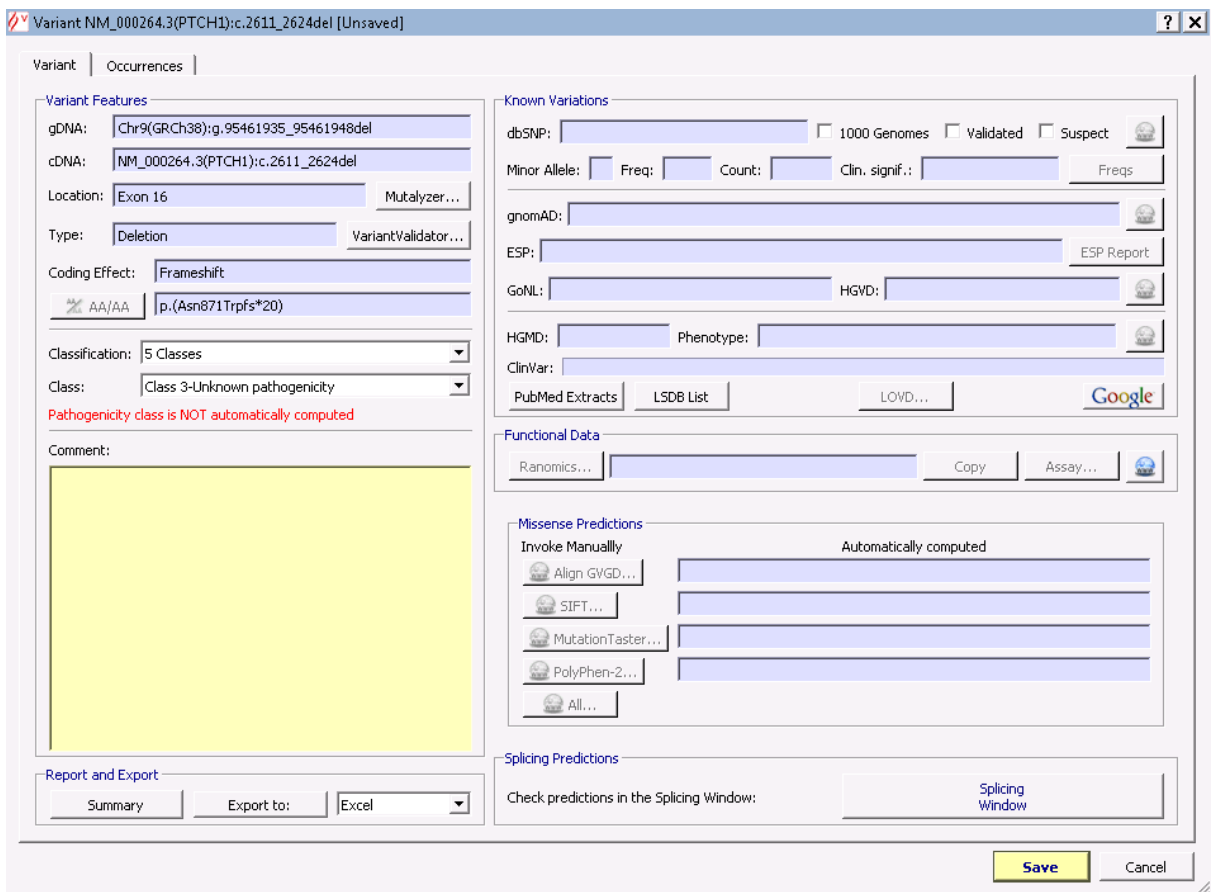 Variant NM_000264.3(PTCH1):c.2611_2624del [Unsaved]
Variant Occurrences
Variant Features
gDNA: Chr9(GRCh38):g.95461935_95461948del
cDNA: NM_000264.3(PTCH1):c.2611_2624del
Location: Exon 16 Mutalyzer...
Type: Deletion VariantValidator...
Coding Effect: Frameshift
AA/AA p.(Asn871Trpfs*20)
Classification: 5 Classes
Class: Class 3-Unknown pathogenicity
Pathogenicity class is NOT automatically computed
Comment:
Report and Export
Summary Export to: Excel
Known Variations
dbSNP: 1000 Genomes Validated Suspect
Minor Allele: Freq: Count: Clin. signif.: Freqs
gnomAD:
ESP: ESP Report
GoNL: HGVD:
HGMD: Phenotype:
ClinVar:
PubMed Extracts LSDB List LOVD... Google
Functional Data
Ranomics... Copy Assay...
Missense Predictions
Invoke Manuallly Automatically computed
Align GVGD...
SIFT...
MutationTaster...
PolyPhen-2...
All...
Splicing Predictions
Check predictions in the Splicing Window: Splicing
Window
Save Cancel